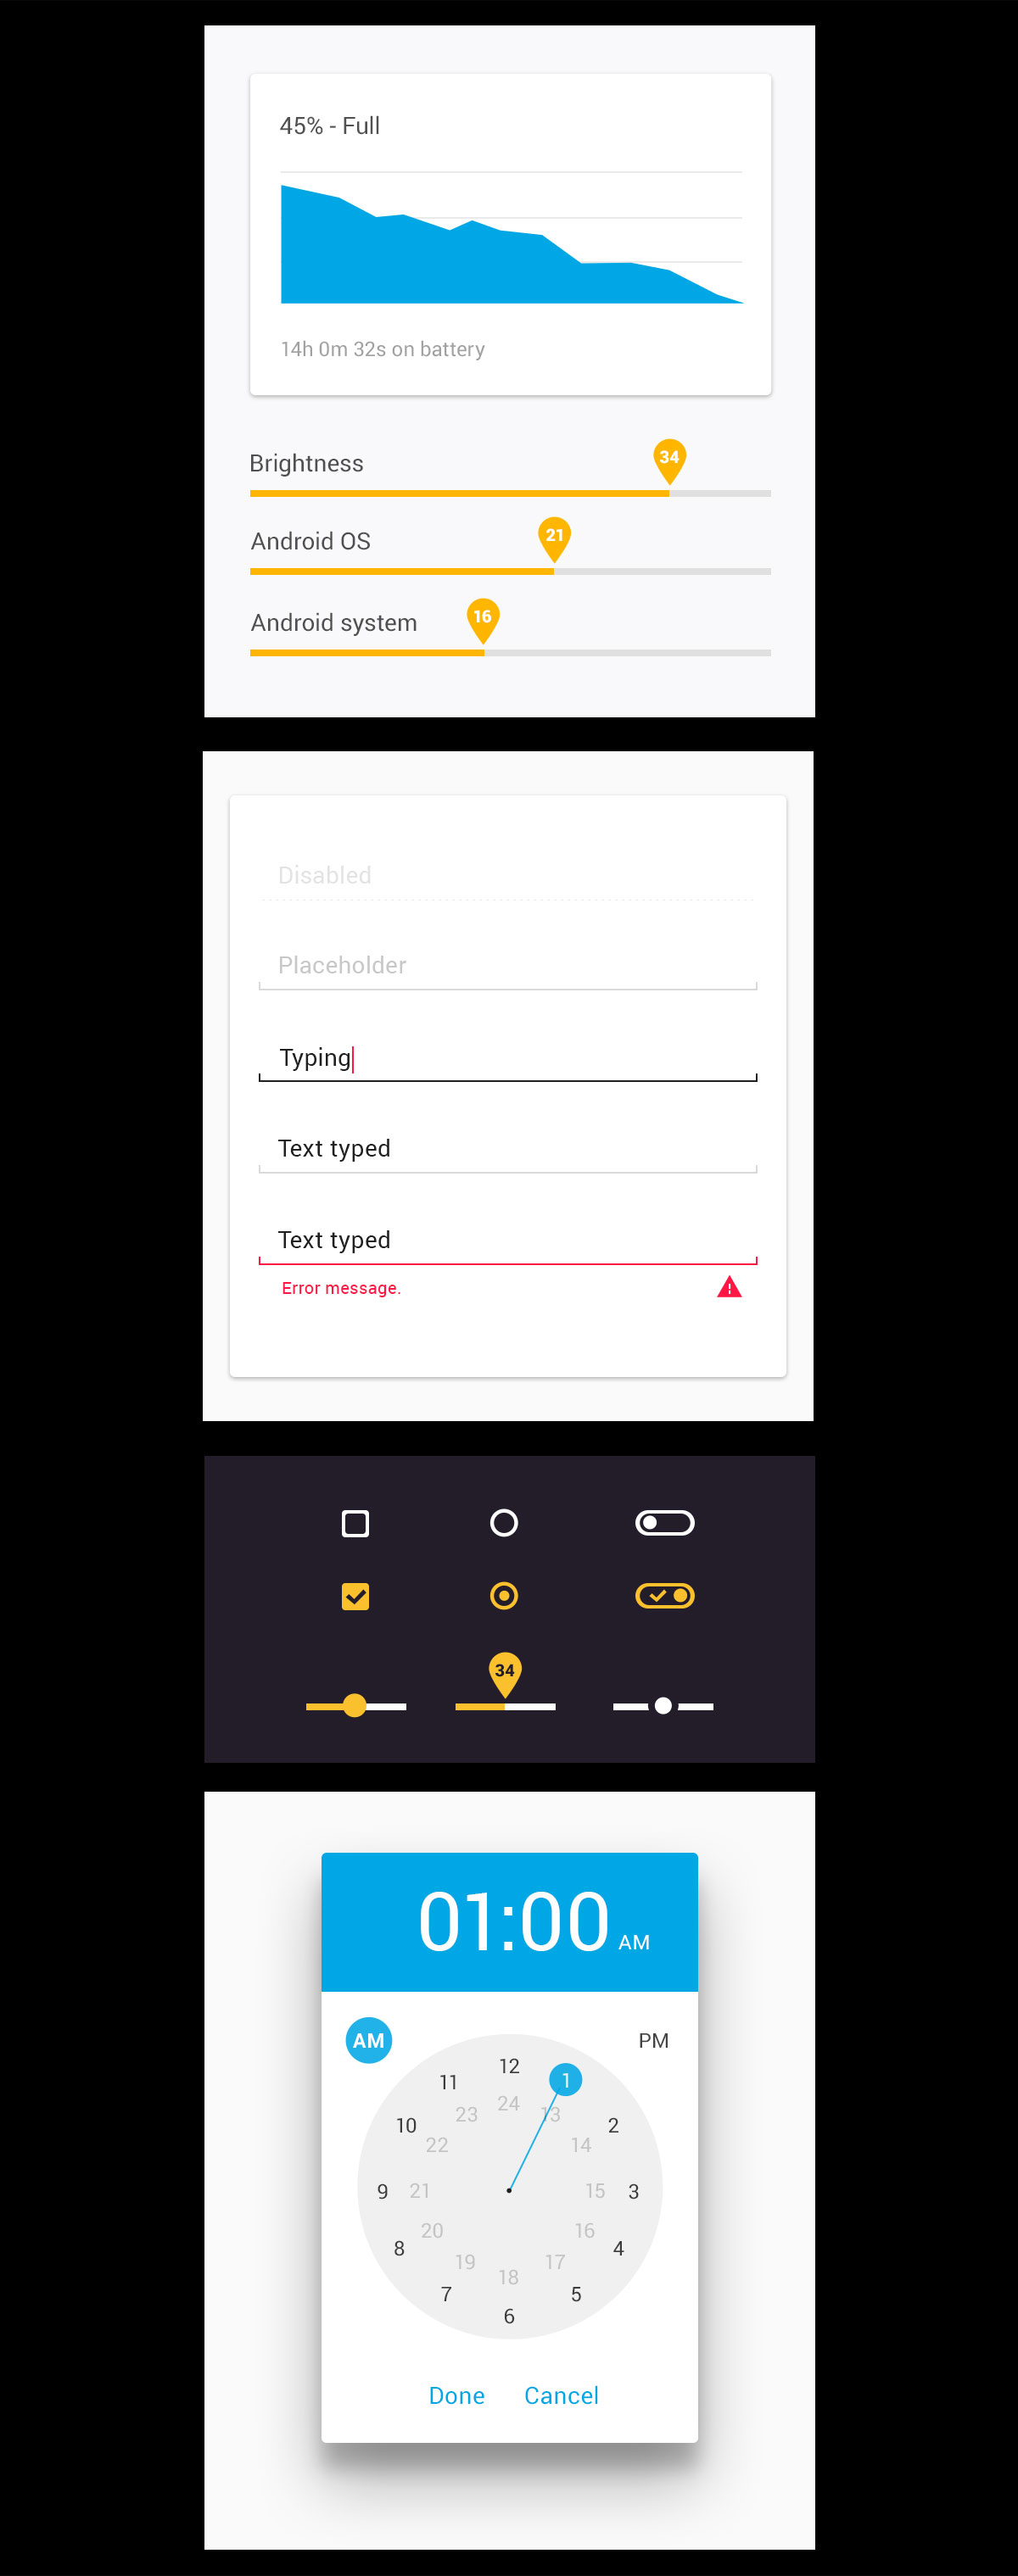 45% - Full
14h 0m 32s on battery
Brightness
34
Android OS
21
Android system
16
Disabled
Placeholder
Typing
Text typed
Text typed
Error message.
34
01:00 AM
AM
PM
12
11
1
24
23
13
10
2
22
14
9
21
15
3
20
16
8
4
19
17
18
7
5
6
Done
Cancel